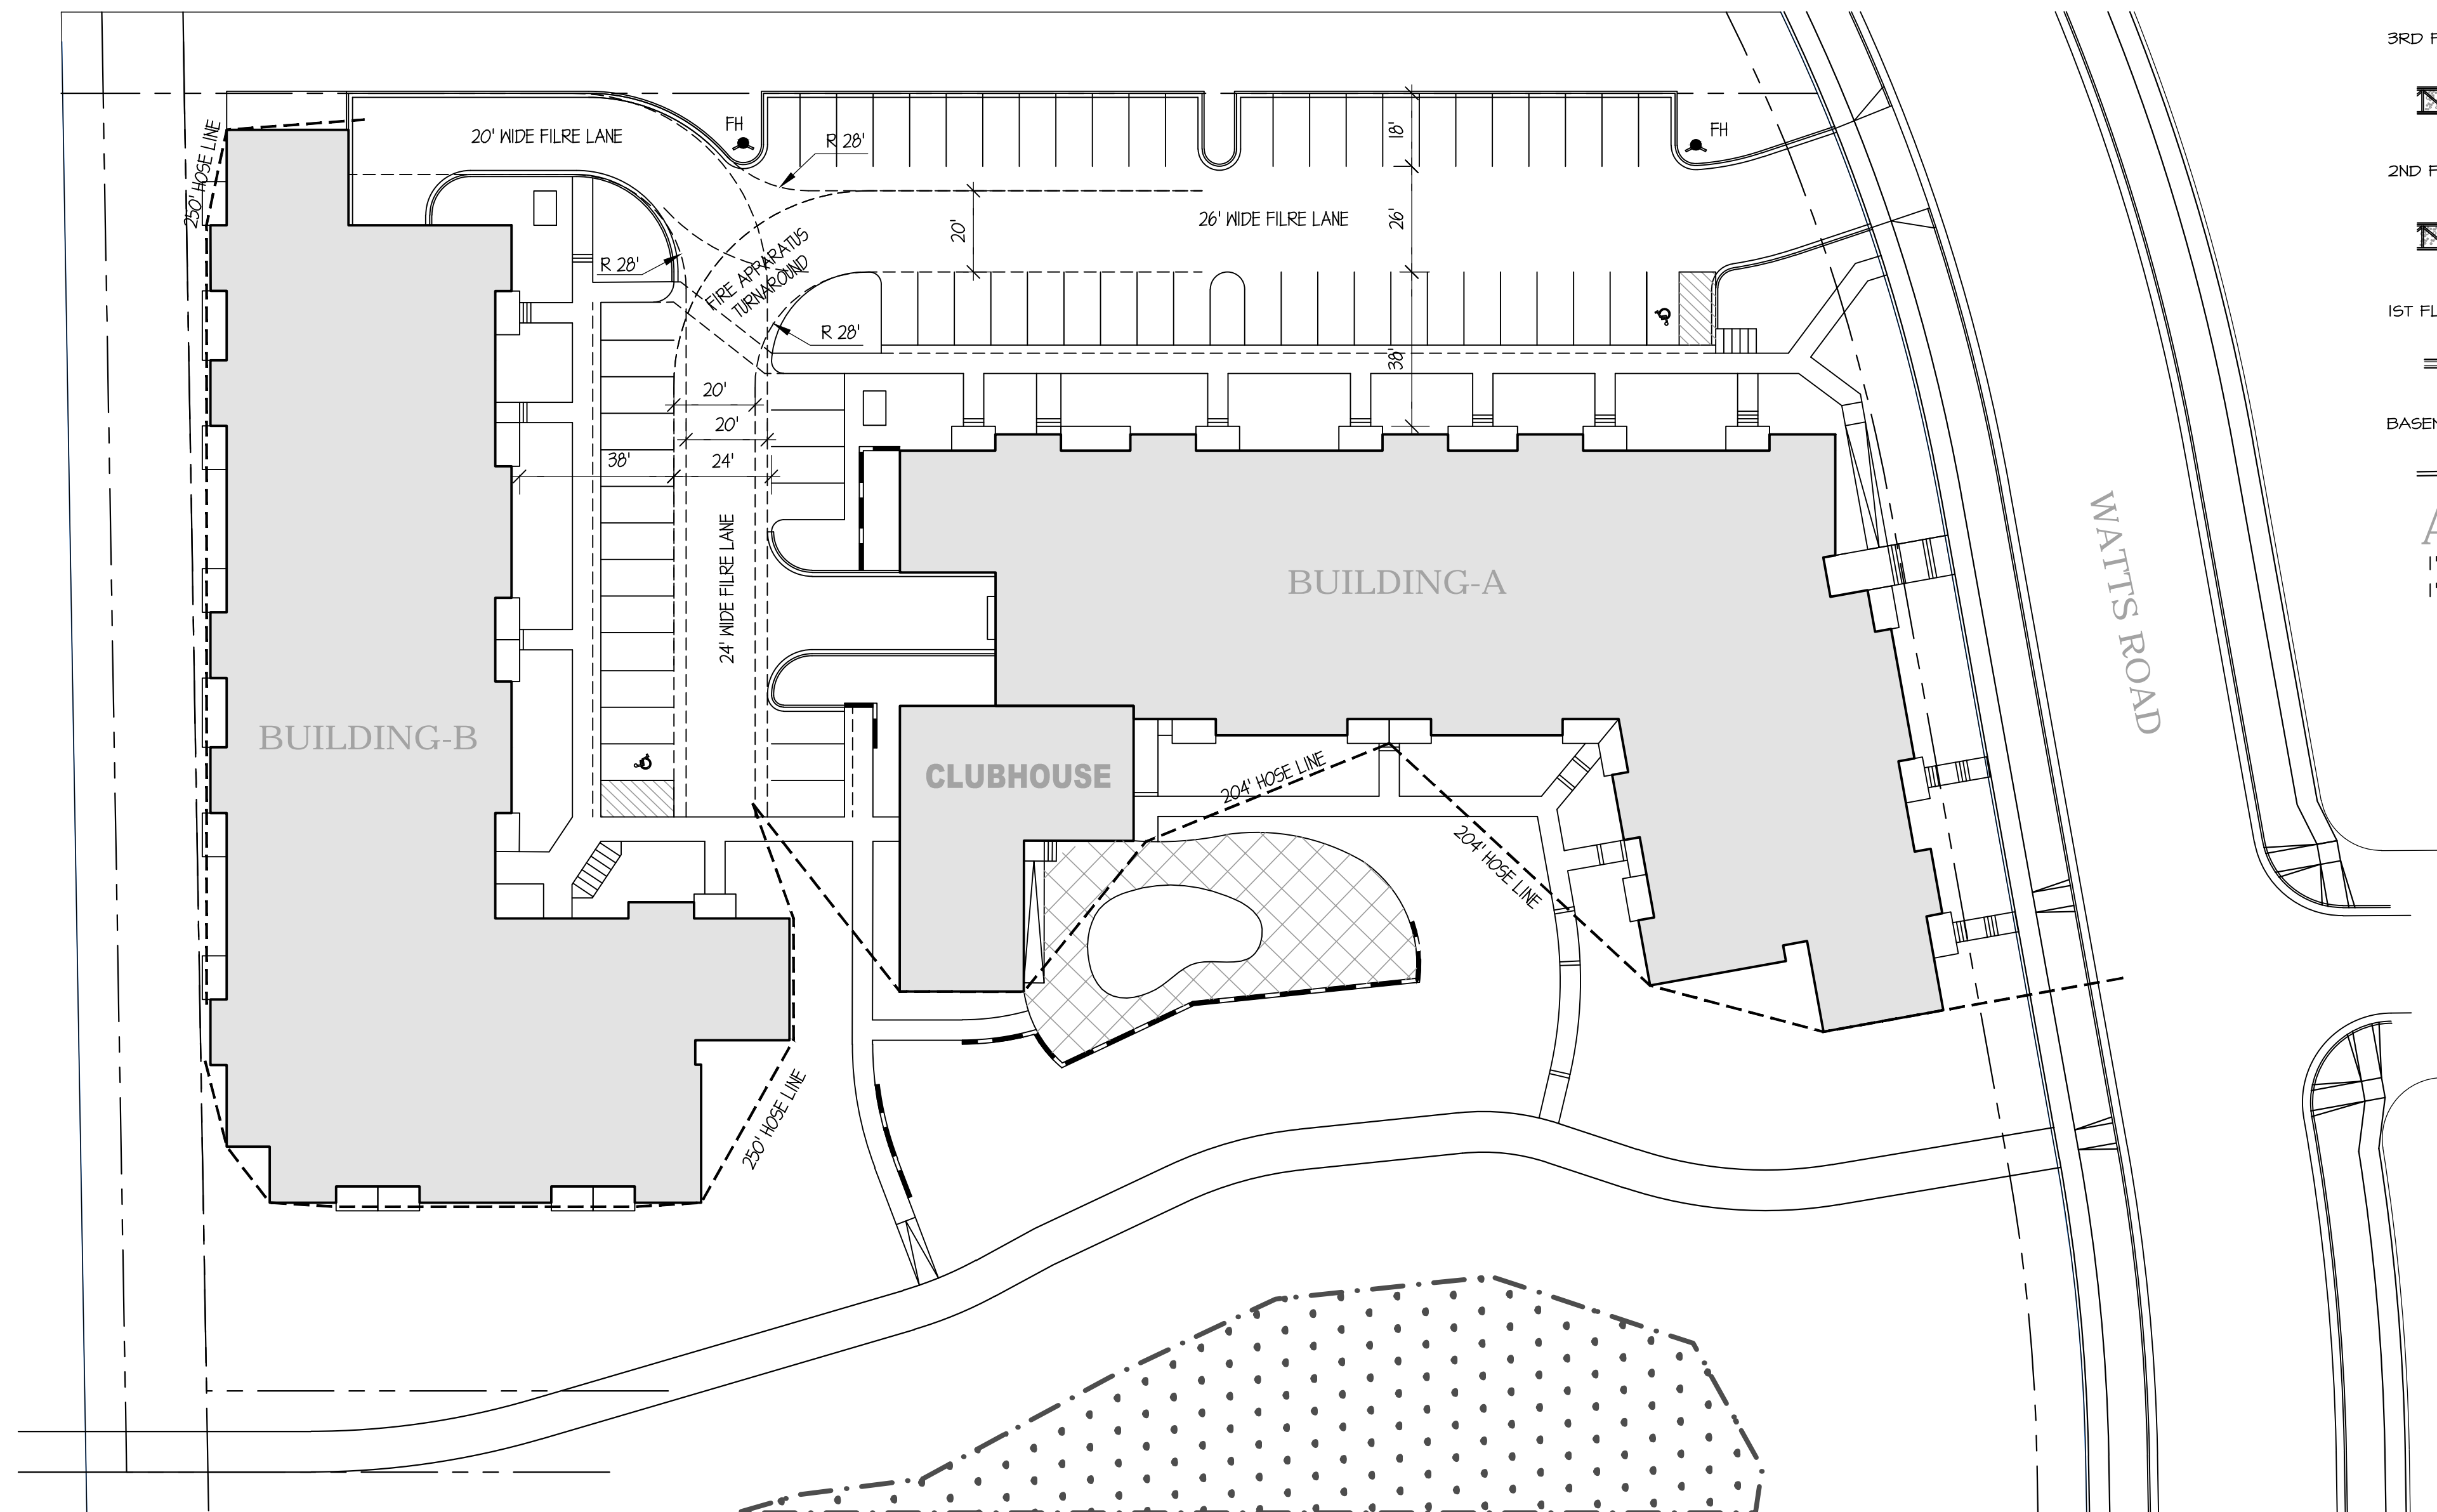 3RD F
20' WIDE FILRE LANE
FH
R 28'
18'
FH
250' HOSE LINE
2ND F
20'
26' WIDE FILRE LANE
26'
R 28'
FIRE APPARATUS
TURNAROUND
R 28'
1ST FL
38'
20'
20'
38'
24'
BASEM
24' WIDE FILRE LANE
BUILDING-A
WATTS ROAD
A
1"
1"
BUILDING-B
CLUBHOUSE
204' HOSE LINE
204' HOSE LINE
250' HOSE LINE